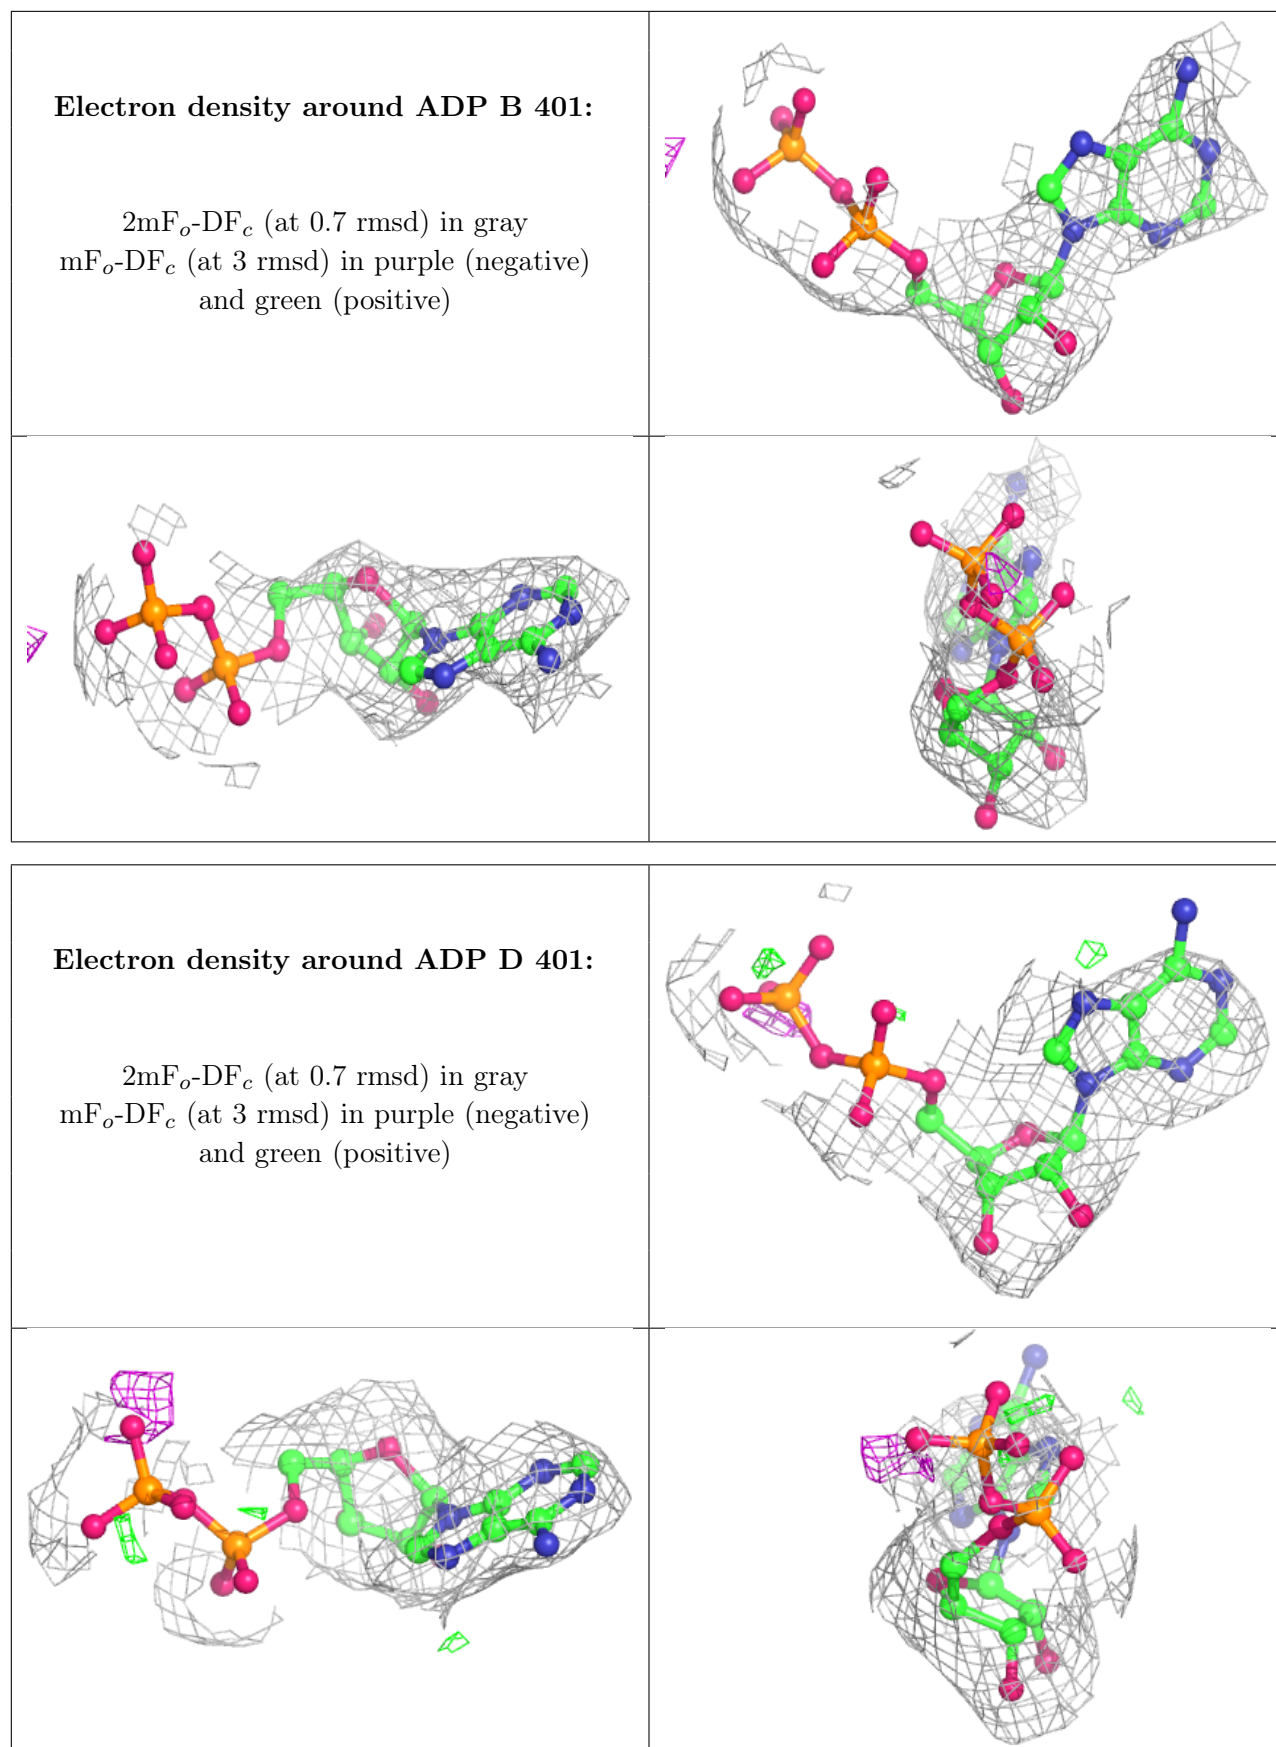 Electron density around ADP B 401:
2mFo-DFc (at 0.7 rmsd) in gray
mFo-DFc (at 3 rmsd) in purple (negative)
and green (positive)
Electron density around ADP D 401:
2mFo-DFc (at 0.7 rmsd) in gray
mFo-DFc (at 3 rmsd) in purple (negative)
and green (positive)